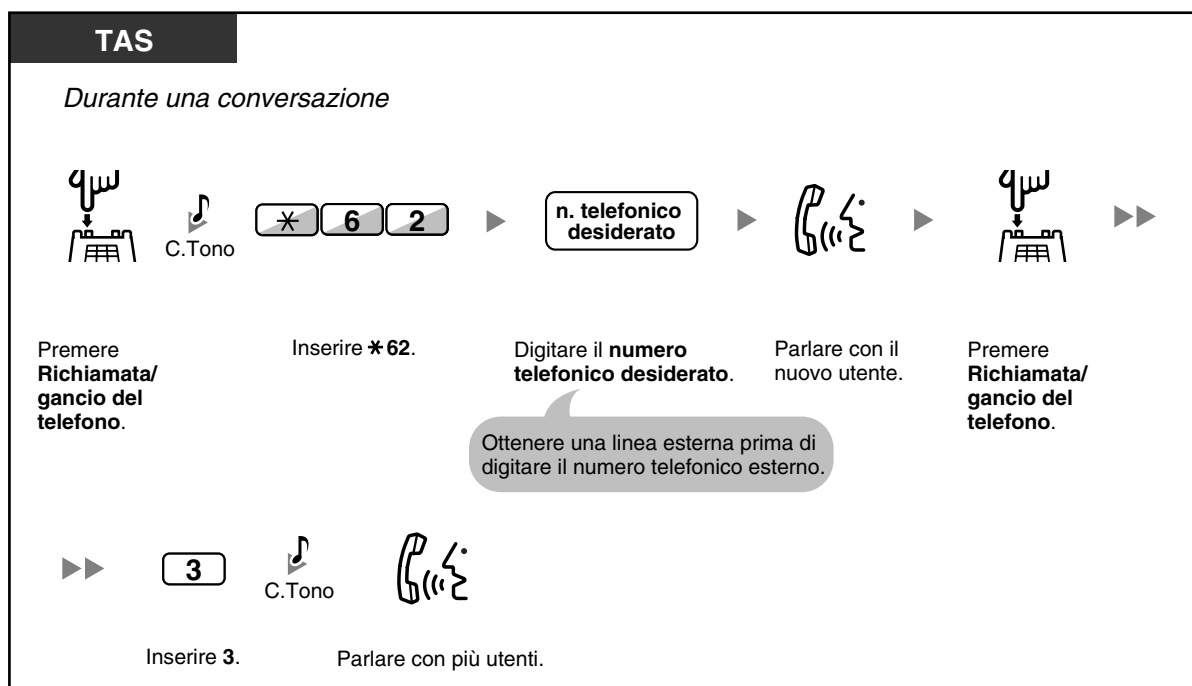 TAS
Durante una conversazione
C.Tono
* 6 2
n. telefonico
desiderato
Premere
Richiamata/
gancio del
telefono.
Inserire * 62.
Digitare il numero
telefonico desiderato.
Parlare con il
nuovo utente.
Premere
Richiamata/
gancio del
telefono.
Ottenere una linea esterna prima di
digitare il numero telefonico esterno.
3
C.Tono
Inserire 3.
Parlare con più utenti.